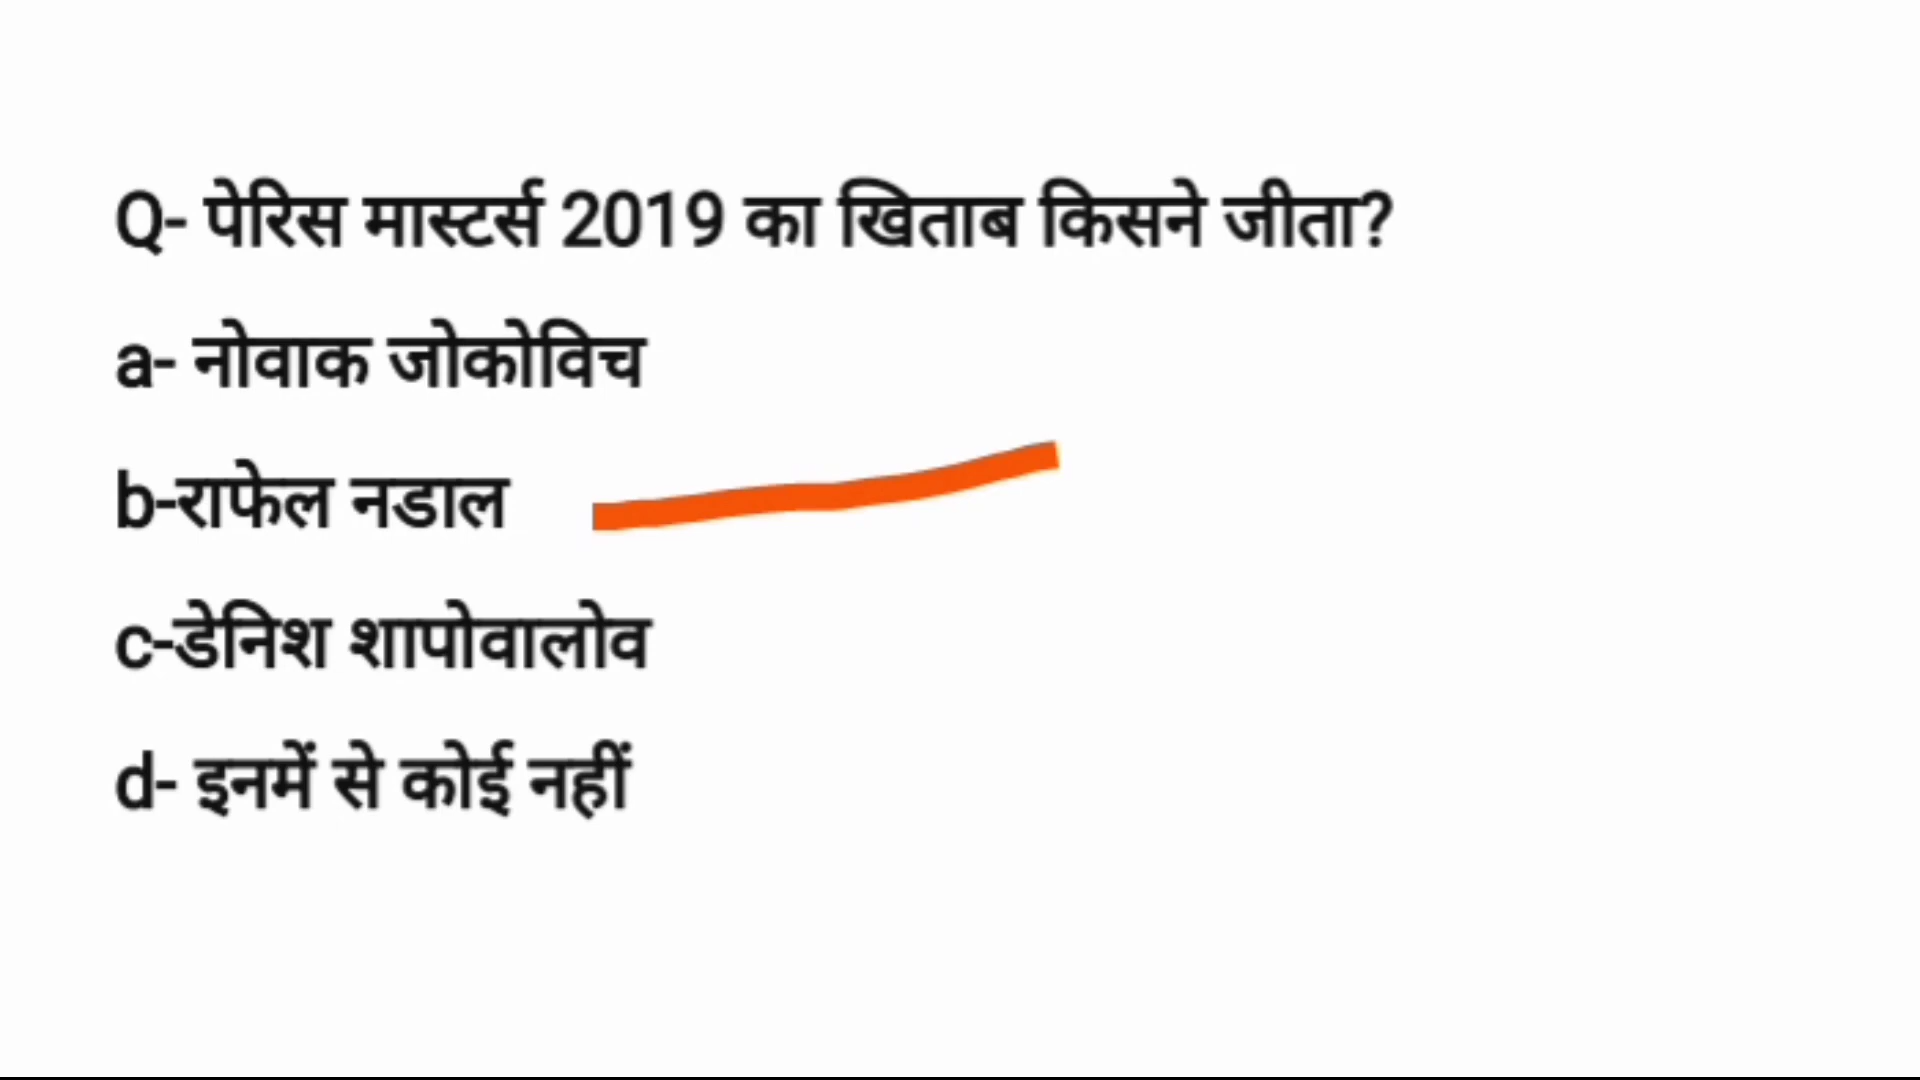 Q- पेरिस मास्टर्स 2019 का खिताब किसने जीता?
a- नोवाक जोकोविच
b-राफेल नडाल
c-डेनिश शापोवालोव
d- इनमें से कोई नहीं